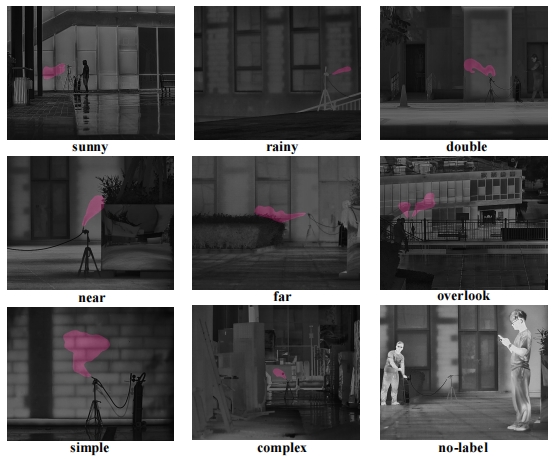 sunny
rainy
double
near
far
overlook
simple
complex
no-label